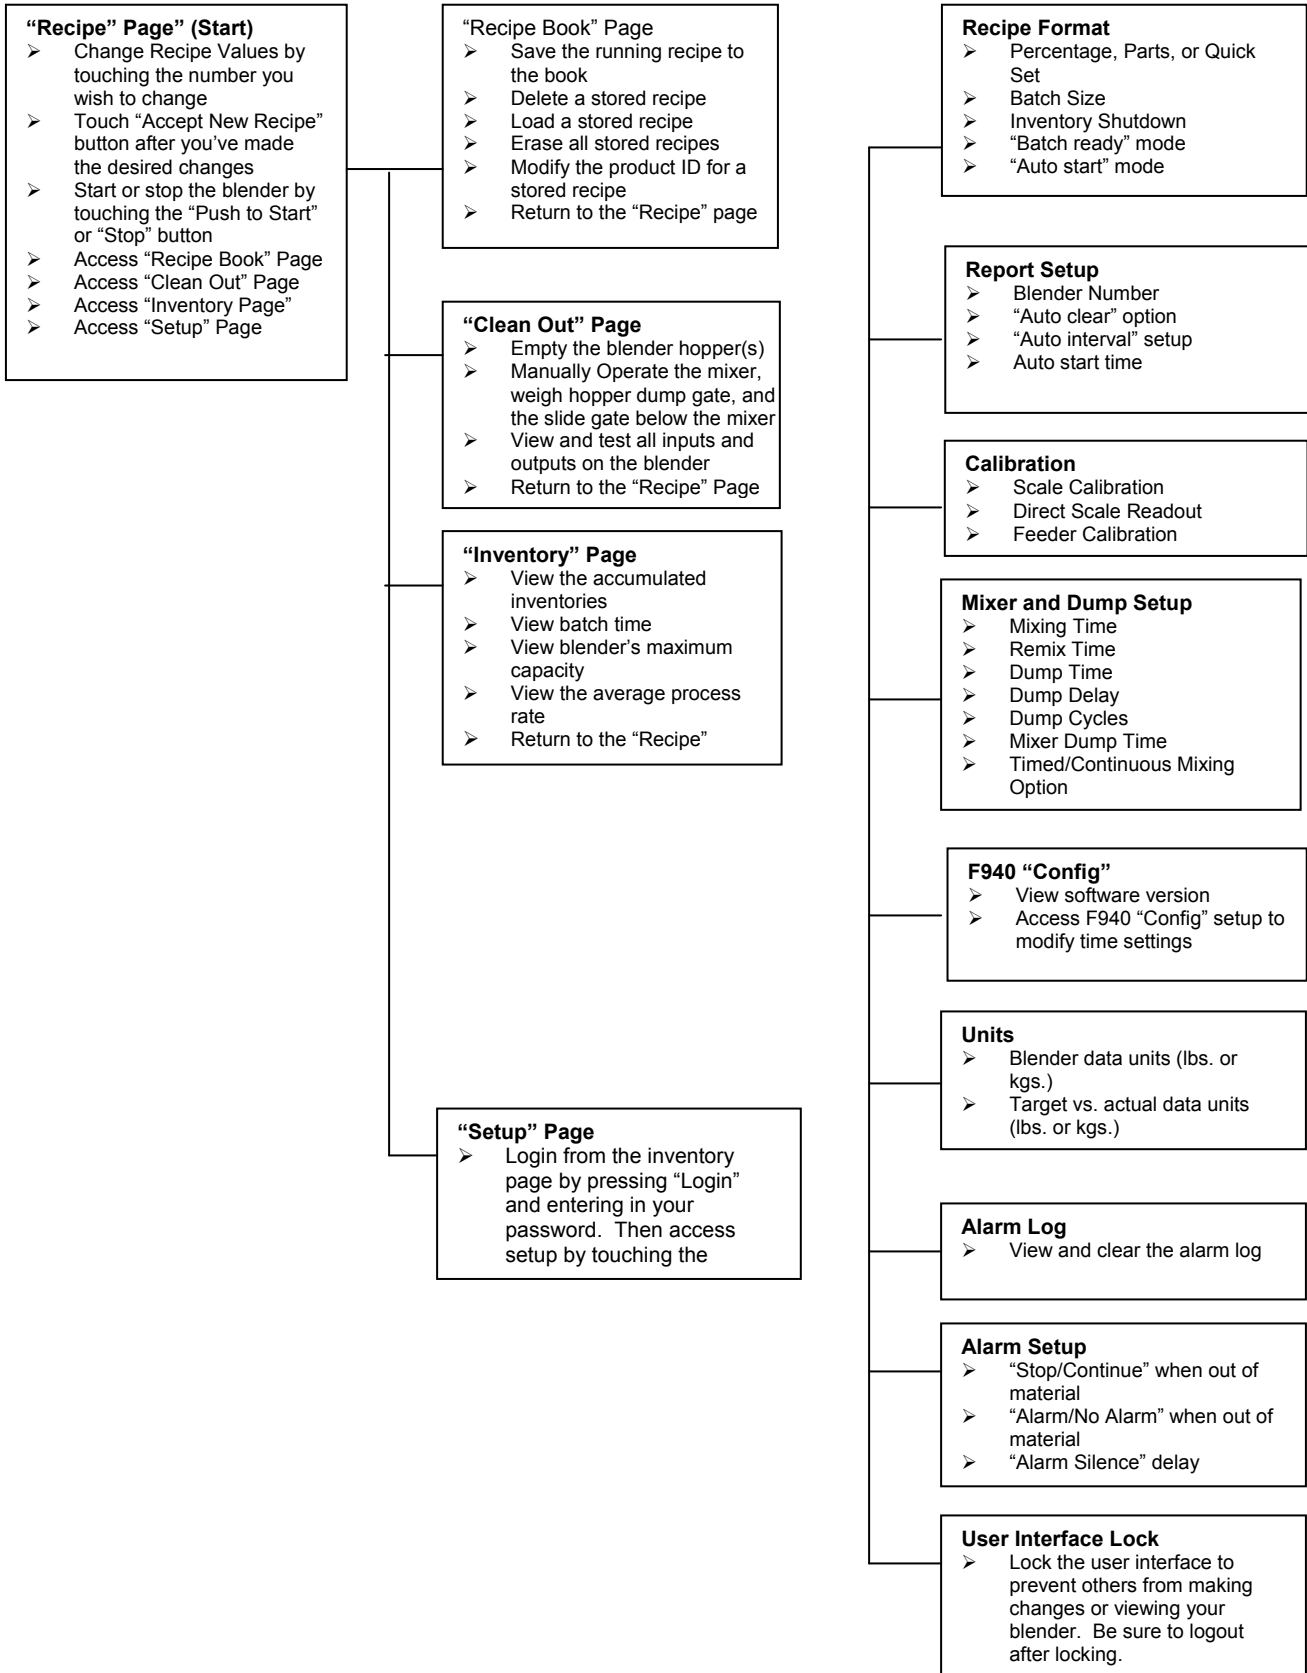 “Recipe” Page” (Start)
➢ Change Recipe Values by
touching the number you
wish to change
➢ Touch “Accept New Recipe”
button after you’ve made
the desired changes
➢ Start or stop the blender by
touching the “Push to Start”
or “Stop” button
➢ Access “Recipe Book” Page
➢ Access “Clean Out” Page
➢ Access “Inventory Page”
➢ Access “Setup” Page
“Recipe Book” Page
➢ Save the running recipe to
the book
➢ Delete a stored recipe
➢ Load a stored recipe
➢ Erase all stored recipes
➢ Modify the product ID for a
stored recipe
➢ Return to the “Recipe” page
“Clean Out” Page
➢ Empty the blender hopper(s)
➢ Manually Operate the mixer,
weigh hopper dump gate, and
the slide gate below the mixer
➢ View and test all inputs and
outputs on the blender
➢ Return to the “Recipe” Page
“Inventory” Page
➢ View the accumulated
inventories
➢ View batch time
➢ View blender’s maximum
capacity
➢ View the average process
rate
➢ Return to the “Recipe”
“Setup” Page
➢ Login from the inventory
page by pressing “Login”
and entering in your
password. Then access
setup by touching the
Recipe Format
➢ Percentage, Parts, or Quick
Set
➢ Batch Size
➢ Inventory Shutdown
➢ “Batch ready” mode
➢ “Auto start” mode
Report Setup
➢ Blender Number
➢ “Auto clear” option
➢ “Auto interval” setup
➢ Auto start time
Calibration
➢ Scale Calibration
➢ Direct Scale Readout
➢ Feeder Calibration
Mixer and Dump Setup
➢ Mixing Time
➢ Remix Time
➢ Dump Time
➢ Dump Delay
➢ Dump Cycles
➢ Mixer Dump Time
➢ Timed/Continuous Mixing
Option
F940 “Config”
➢ View software version
➢ Access F940 “Config” setup to
modify time settings
Units
➢ Blender data units (lbs. or
kgs.)
➢ Target vs. actual data units
(lbs. or kgs.)
Alarm Log
➢ View and clear the alarm log
Alarm Setup
➢ “Stop/Continue” when out of
material
➢ “Alarm/No Alarm” when out of
material
➢ “Alarm Silence” delay
User Interface Lock
➢ Lock the user interface to
prevent others from making
changes or viewing your
blender. Be sure to logout
after locking.